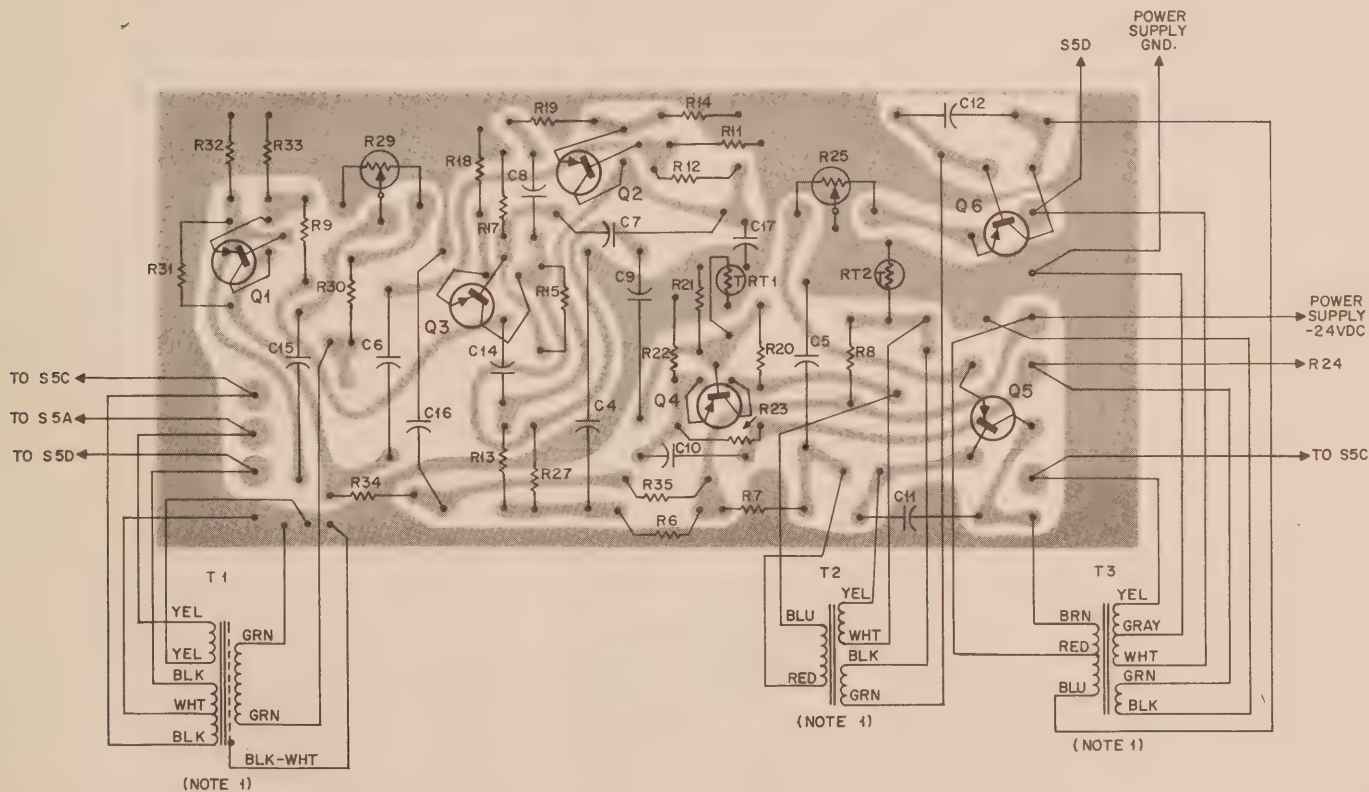 POWER
SUPPLY
GND.
S5D
R19
R14
C12
R32
R33
R29
R18
R11
R12
R25
C8
Q2
R9
R17
C7
C17
Q6
R31
Q1
R30
R15
C9
R21
T
RT1
RT2
T
Q3
POWER
SUPPLY
-24VDC
C15
C6
C14
R22
R20
C5
R8
R24
TO S5C
Q4
Q5
C16
C4
R23
TO S5A
TO S5D
R13
R27
C10
TO S5C
R34
R35
R7
C11
R6
T1
T2
T3
YEL
GRN
YEL
BLK
WHT
GRN
BLK
BLK-WHT
(NOTE 1)
BLU
YEL
WHT
BLK
RED
GRN
(NOTE 1)
BRN
YEL
GRAY
RED
WHT
GRN
BLU
BLK
(NOTE 1)